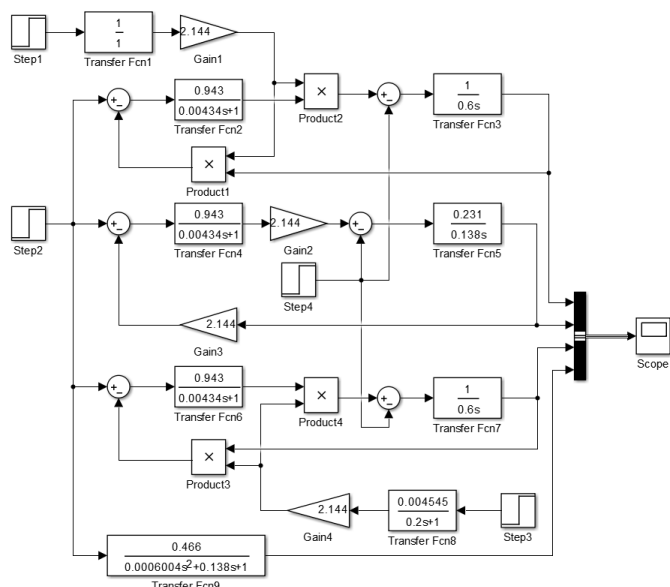 1
1
2.144
Step1
Transfer Fcn1
Gain1
0.943
0.00434s+1
Transfer Fcn2
×
Product2
1
0.6s
Transfer Fcn3
×
Product1
Step2
0.943
0.00434s+1
Transfer Fcn4
2.144
Gain2
0.231
0.138s
Transfer Fcn5
Step4
2.144
Gain3
Scope
0.943
0.00434s+1
Transfer Fcn6
×
Product4
1
0.6s
Transfer Fcn7
×
Product3
2.144
Gain4
0.004545
0.2s+1
Transfer Fcn8
Step3
0.466
0.0006004s²+0.138s+1
Transfer Fcn9